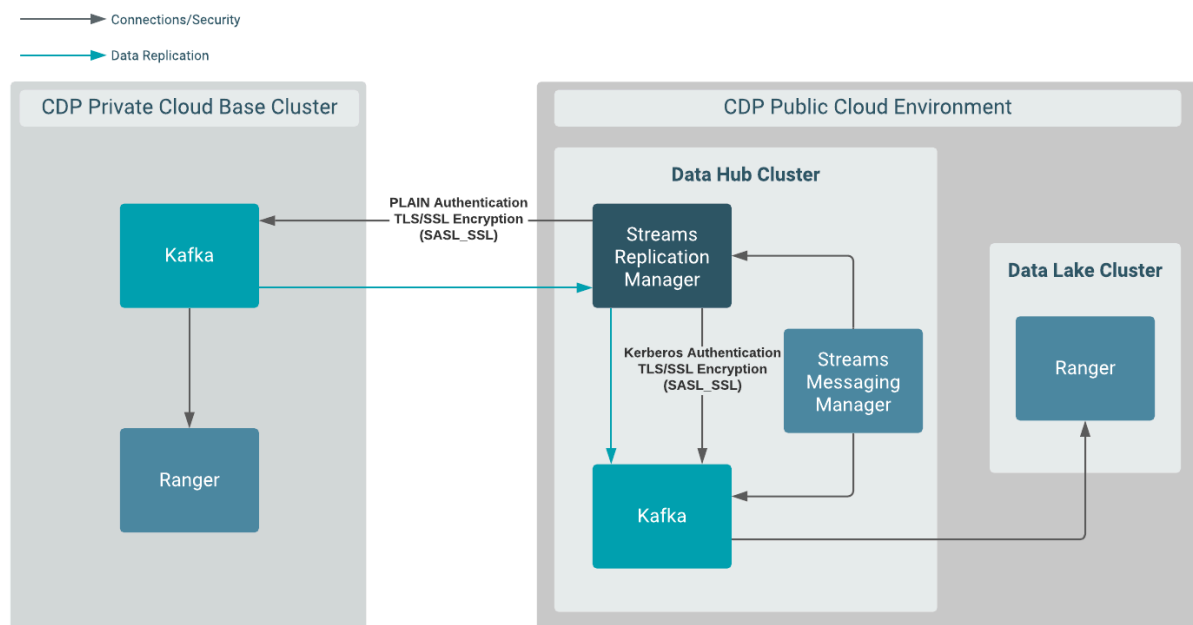 Connections/Security
Data Replication
CDP Private Cloud Base Cluster
CDP Public Cloud Environment
Data Hub Cluster
PLAIN Authentication
TLS/SSL Encryption
(SASL_SSL)
Kafka
Streams
Replication
Manager
Data Lake Cluster
Kerberos Authentication
TLS/SSL Encryption
(SASL_SSL)
Streams
Messaging
Manager
Ranger
Ranger
Kafka